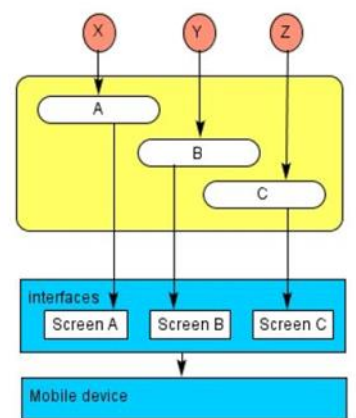 X Y Z
A
B
C
interfaces
Screen A Screen B Screen C
Mobile device